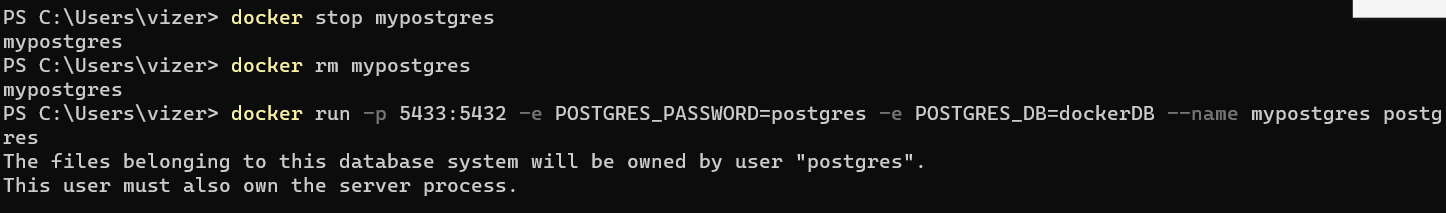 PS C:\Users\vizer> docker stop mypostgres
mypostgres
PS C:\Users\vizer> docker rm mypostgres
mypostgres
PS C:\Users\vizer> docker run -p 5433:5432 -e POSTGRES_PASSWORD=postgres -e POSTGRES_DB=dockerDB --name mypostgres postg
res
The files belonging to this database system will be owned by user "postgres".
This user must also own the server process.